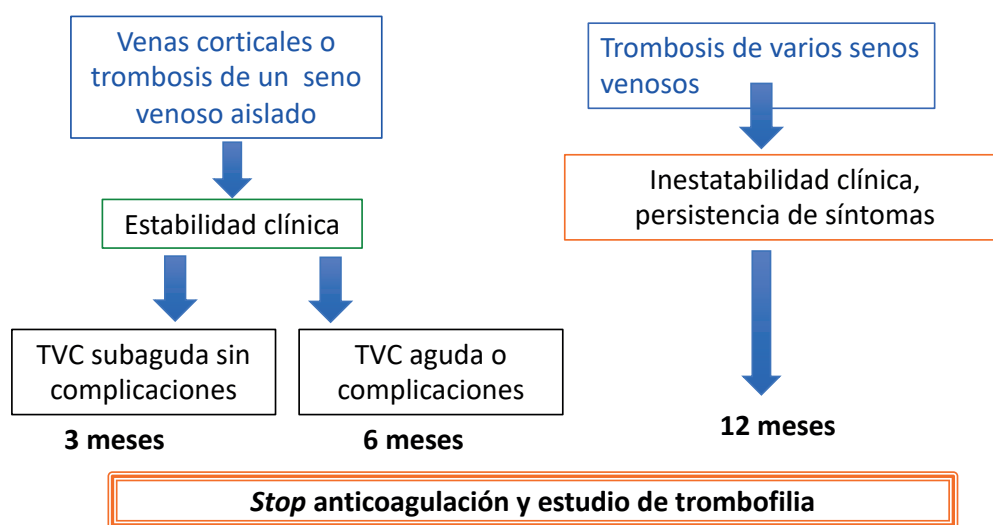 Venas corticales o
trombosis de un seno
venoso aislado
Estabilidad clínica
TVC subaguda sin
complicaciones
3 meses
TVC aguda o
complicaciones
6 meses
Trombosis de varios senos
venosos
Inestatabilidad clínica,
persistencia de síntomas
12 meses
Stop anticoagulación y estudio de trombofilia